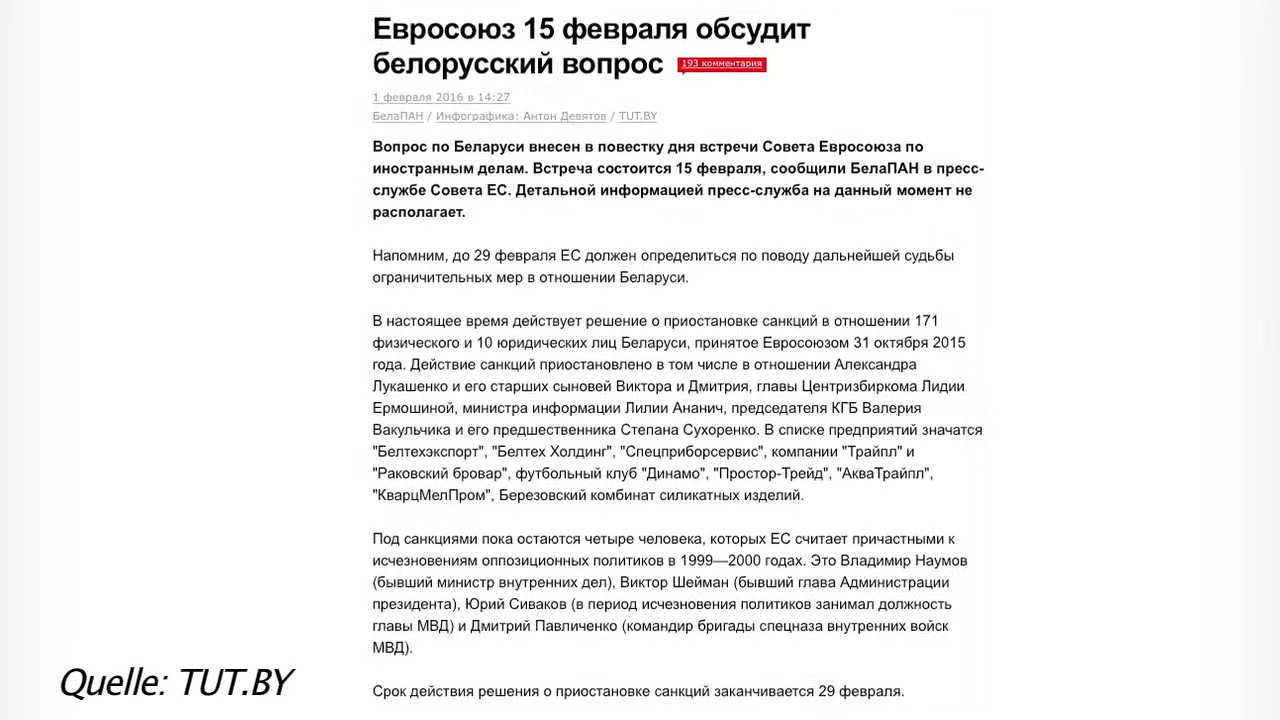 Евросоюз 15 февраля обсудит
белорусский вопрос 193 комментария
1 февраля 2016 в 14:27
БелаПАН / Инфографика: Антон Девятов / TUT.BY
Вопрос по Беларуси внесен в повестку дня встречи Совета Евросоюза по
иностранным делам. Встреча состоится 15 февраля, сообщили БелаПАН в пресс-
службе Совета ЕС. Детальной информацией пресс-служба на данный момент не
располагает.
Напомним, до 29 февраля ЕС должен определиться по поводу дальнейшей судьбы
ограничительных мер в отношении Беларуси.
В настоящее время действует решение о приостановке санкций в отношении 171
физического и 10 юридических лиц Беларуси, принятое Евросоюзом 31 октября 2015
года. Действие санкций приостановлено в том числе в отношении Александра
Лукашенко и его старших сыновей Виктора и Дмитрия, главы Центризбиркома Лидии
Ермошиной, министра информации Лилии Ананич, председателя КГБ Валерия
Вакульчика и его предшественника Степана Сухоренко. В списке предприятий значатся
"Белтехэкспорт", "Белтех Холдинг", "Спецприборсервис", компании "Трайпл" и
"Раковский бровар", футбольный клуб "Динамо", "Простор-Трейд", "АкваТрайпл",
"КварцМелПром", Березовский комбинат силикатных изделий.
Под санкциями пока остаются четыре человека, которых ЕС считает причастными к
исчезновениям оппозиционных политиков в 1999—2000 годах. Это Владимир Наумов
(бывший министр внутренних дел), Виктор Шейман (бывший глава Администрации
президента), Юрий Сиваков (в период исчезновения политиков занимал должность
главы МВД) и Дмитрий Павличенко (командир бригады спецназа внутренних войск
МВД).
Срок действия решения о приостановке санкций заканчивается 29 февраля.
Quelle: TUT.BY